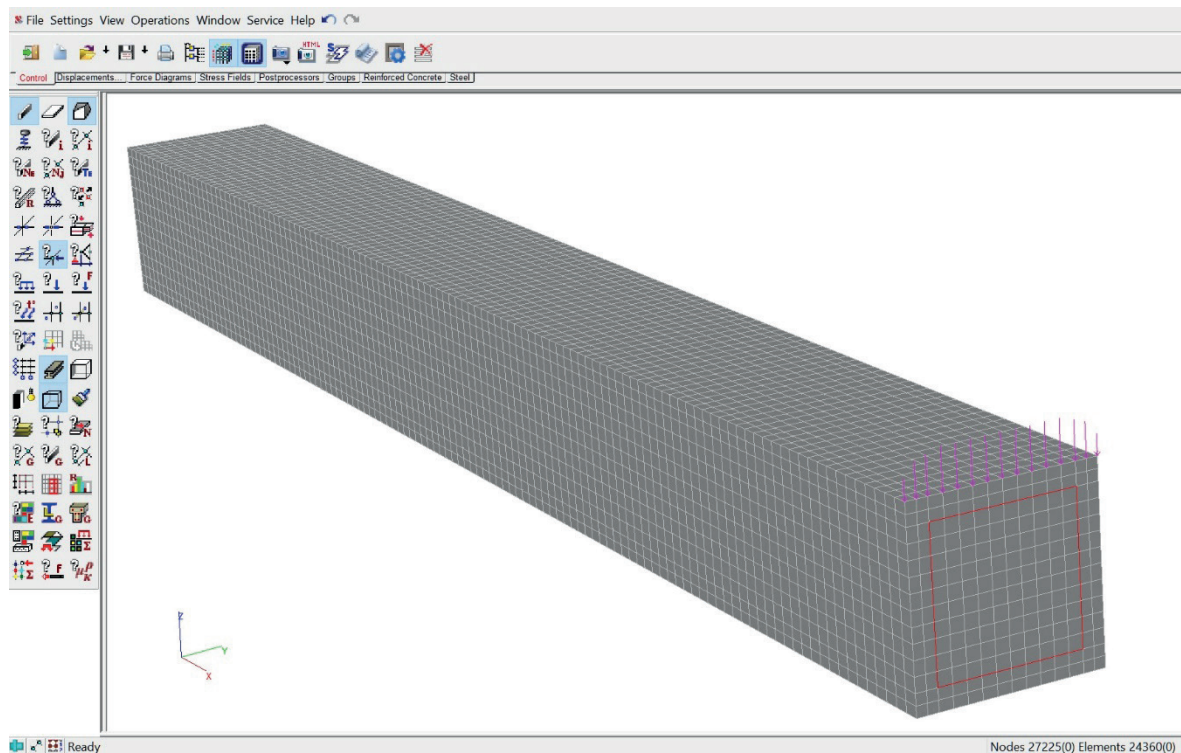 File Settings View Operations Window Service Help
HTML
Control Displacements... Force Diagrams Stress Fields Postprocessors Groups Reinforced Concrete Steel
Z
Y
X
Ready
Nodes 27225(0) Elements 24360(0)